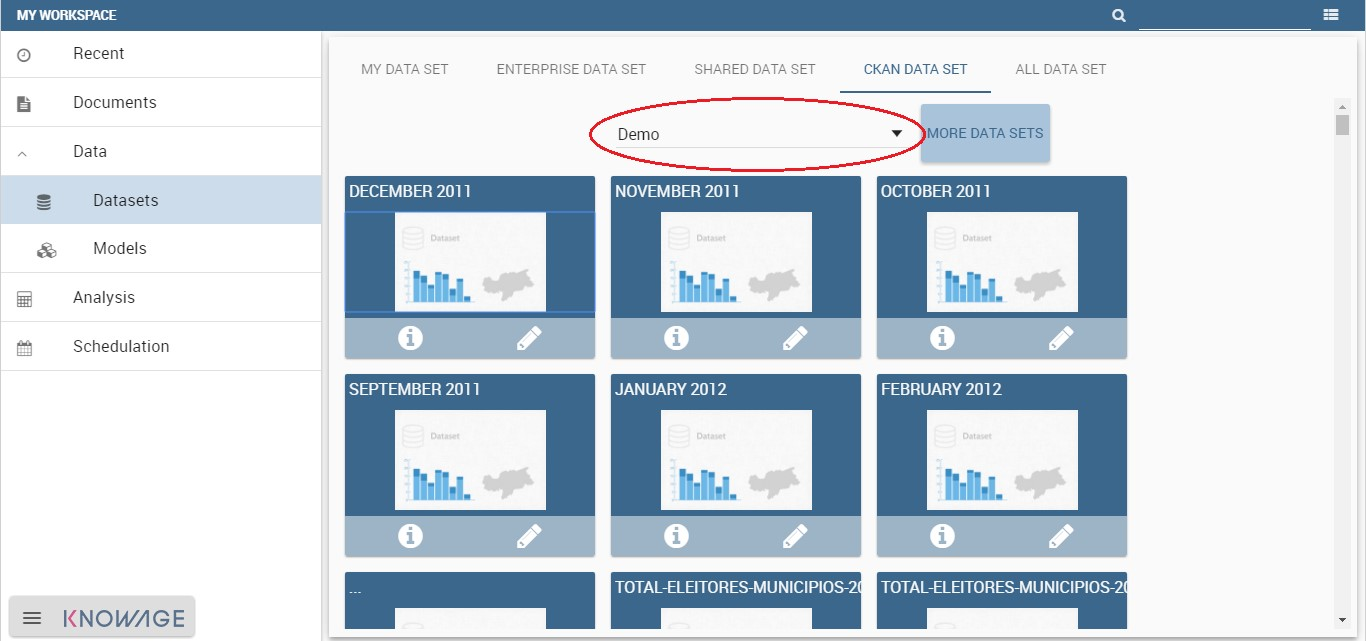 MY WORKSPACE
Recent
Documents
Data
Datasets
Models
Analysis
Schedulation
KNOWAGE
MY DATA SET ENTERPRISE DATA SET SHARED DATA SET CKAN DATA SET ALL DATA SET
Demo
MORE DATA SETS
DECEMBER 2011 NOVEMBER 2011 OCTOBER 2011
Dataset Dataset Dataset
SEPTEMBER 2011 JANUARY 2012 FEBRUARY 2012
Dataset Dataset Dataset
... TOTAL-ELEITORES-MUNICIPIOS-20 TOTAL-ELEITORES-MUNICIPIOS-20